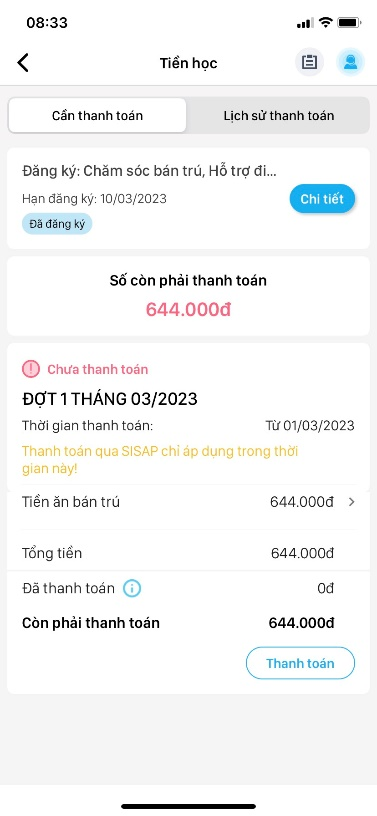 08:33
Tiền học
Cần thanh toán
Lịch sử thanh toán
Đăng ký: Chăm sóc bán trú, Hỗ trợ đi...
Hạn đăng ký: 10/03/2023
Chi tiết
Đã đăng ký
Số còn phải thanh toán
644.000đ
Chưa thanh toán
ĐỢT 1 THÁNG 03/2023
Thời gian thanh toán:
Từ 01/03/2023
Thanh toán qua SISAP chỉ áp dụng trong thời
gian này!
Tiền ăn bán trú
644.000đ
Tổng tiền
644.000đ
Đã thanh toán
0đ
Còn phải thanh toán
644.000đ
Thanh toán